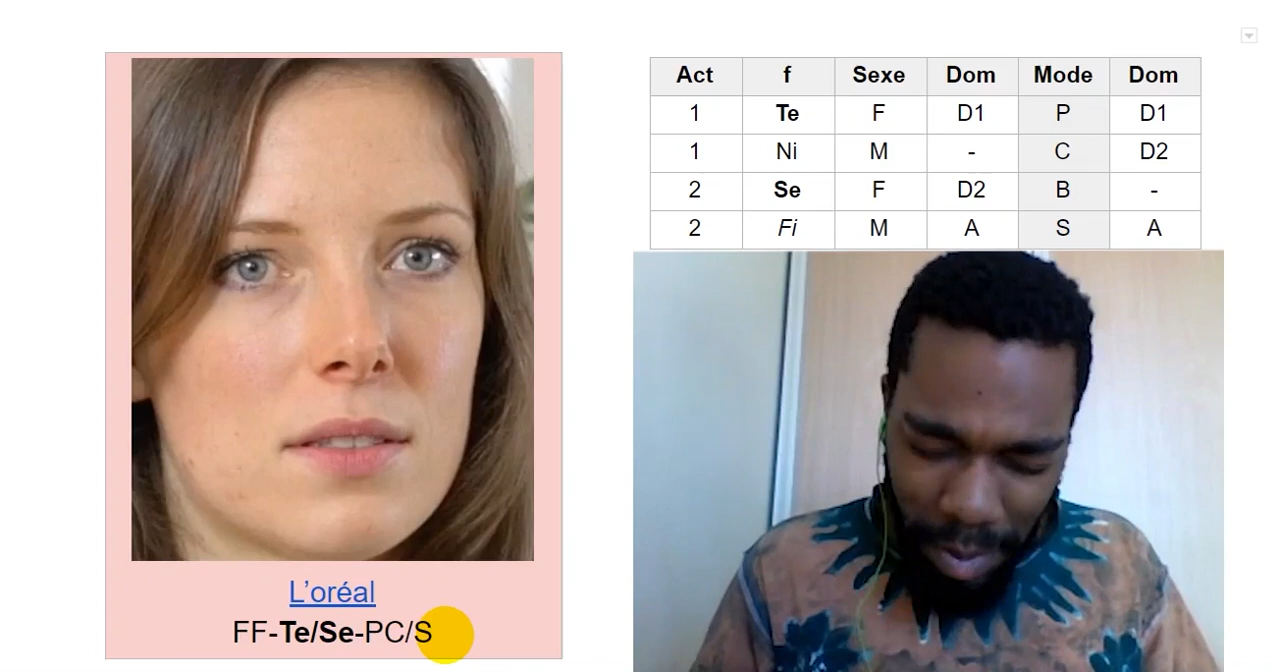 Act f Sexe Dom Mode Dom
1 Te F D1 P D1
1 Ni M - C D2
2 Se F D2 B -
2 Fi M A S A
L’oréal
FF-Te/Se-PC/S